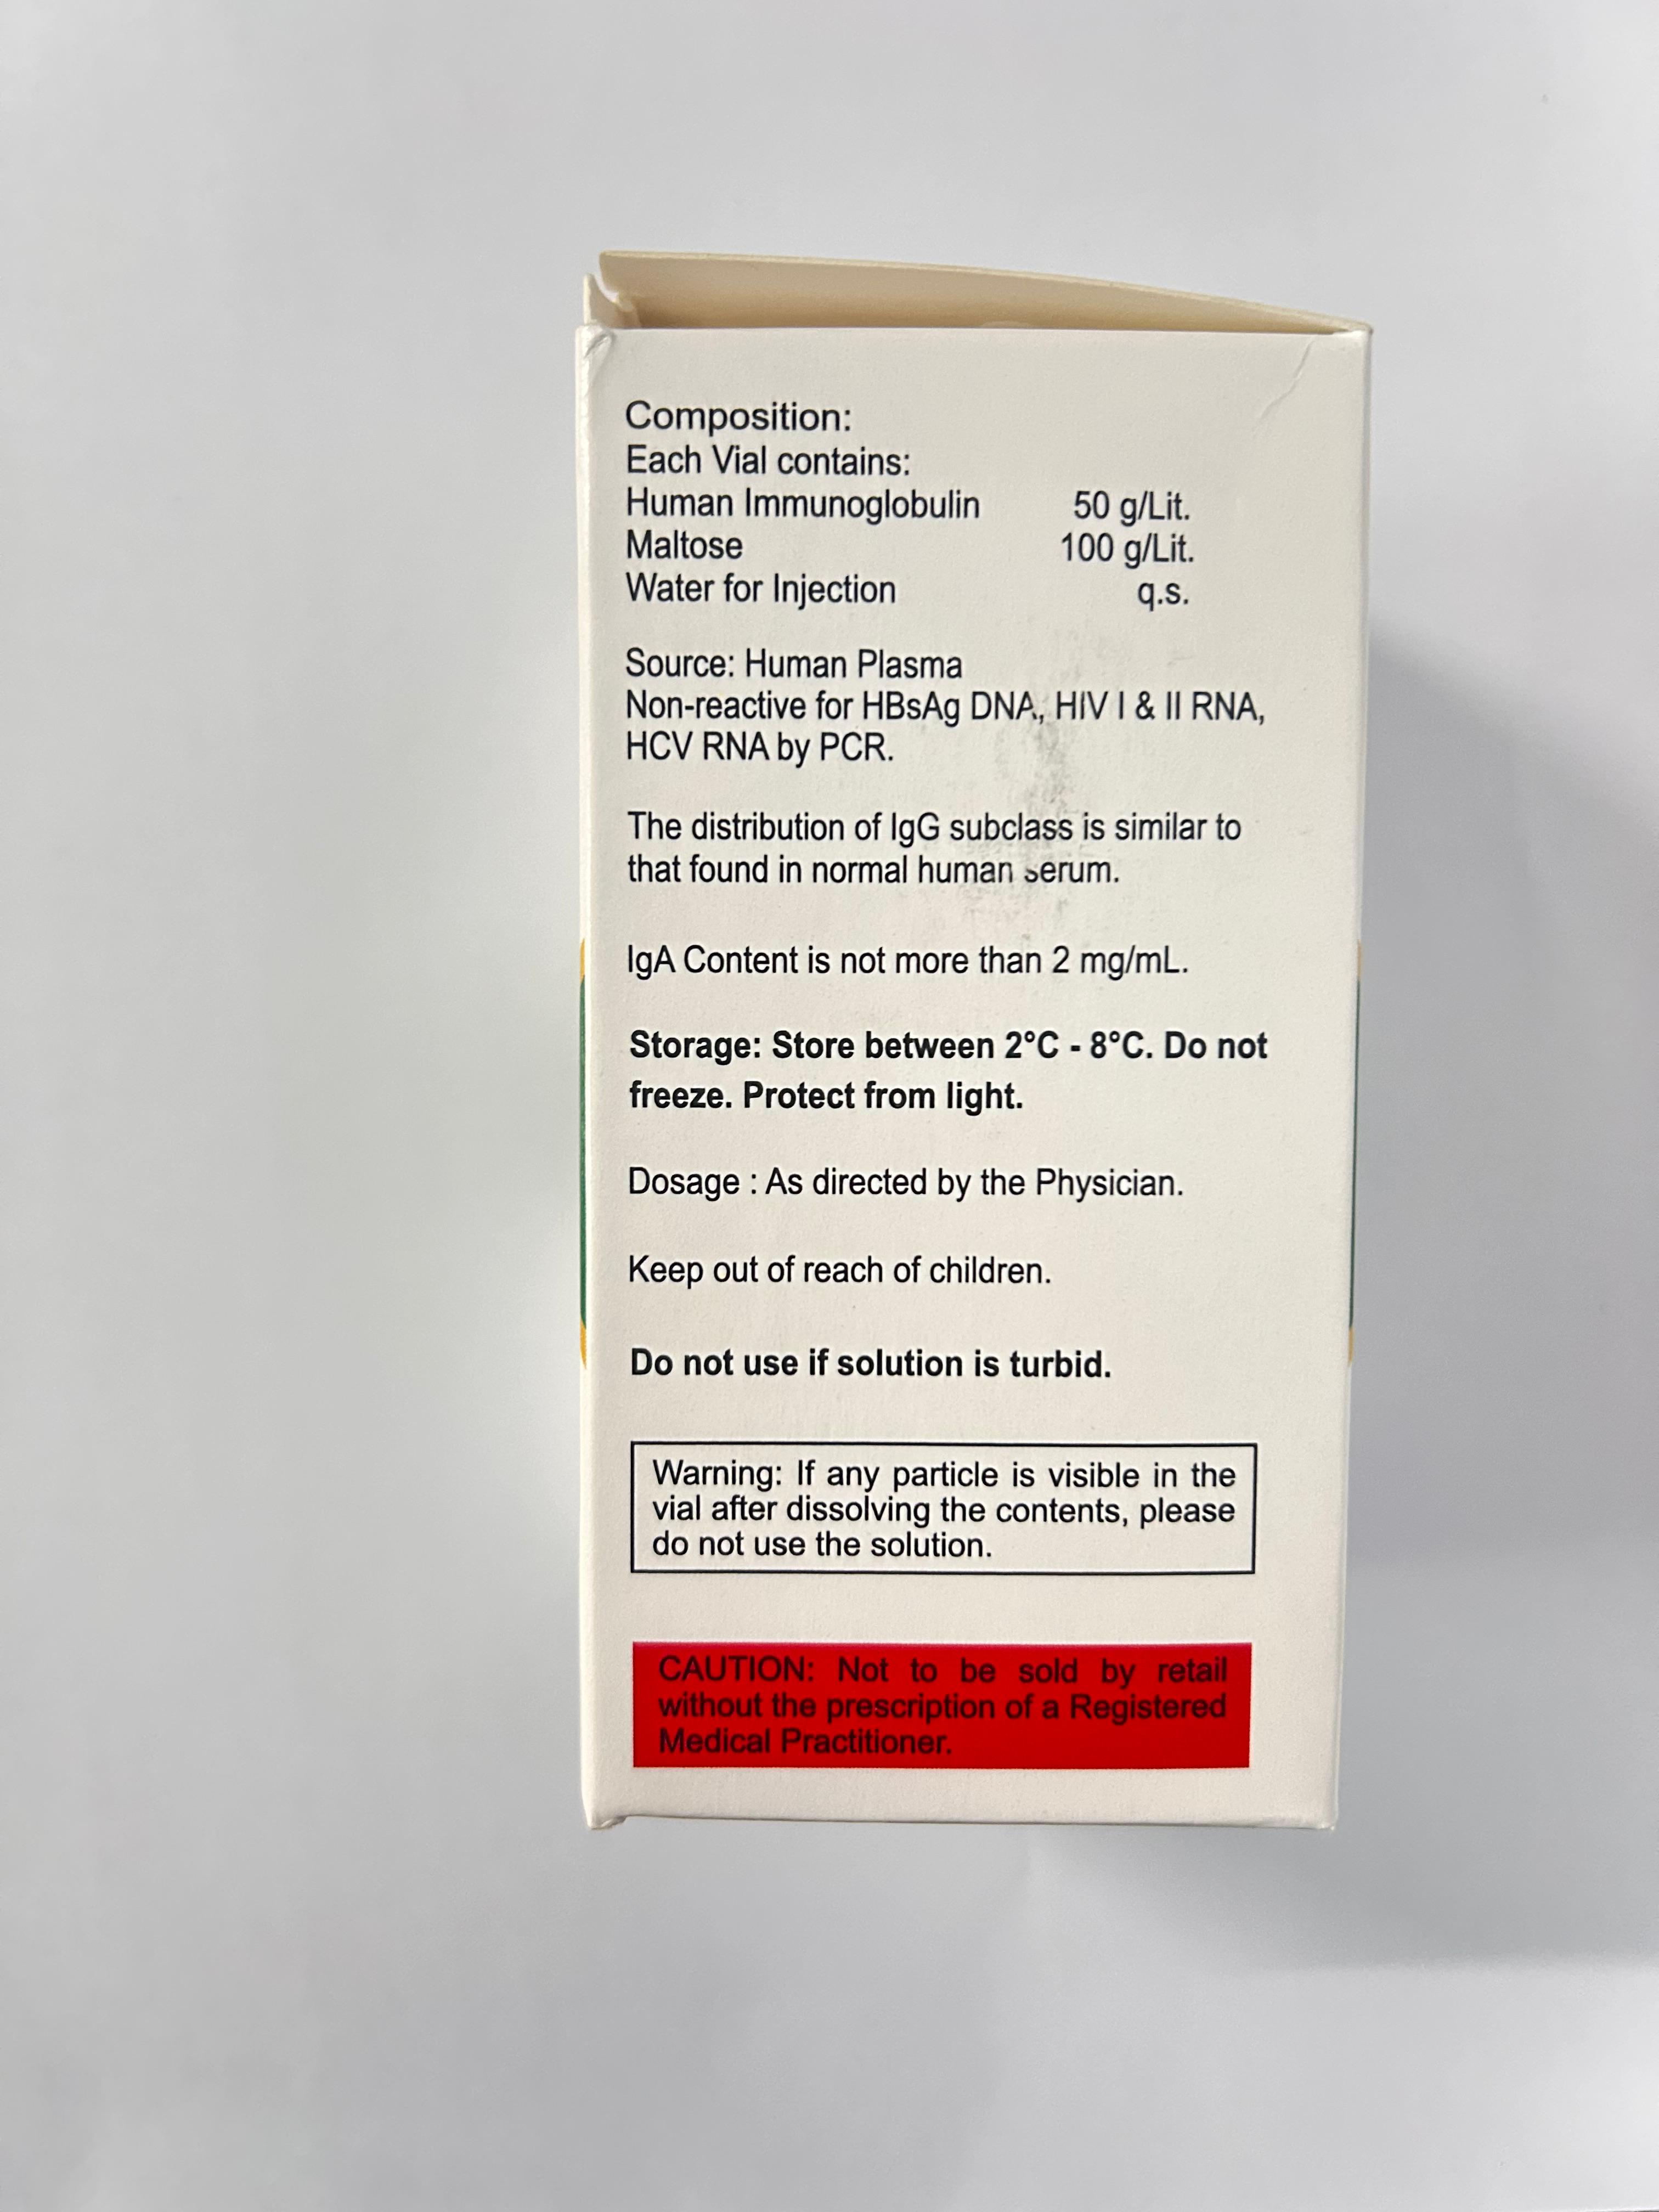 Composition:
Each Vial contains:
Human Immunoglobulin 50 g/Lit.
Maltose 100 g/Lit.
Water for Injection q.s.
Source: Human Plasma
Non-reactive for HBsAg DNA, HIV I & II RNA,
HCV RNA by PCR.
The distribution of IgG subclass is similar to
that found in normal human serum.
IgA Content is not more than 2 mg/mL.
Storage: Store between 2°C - 8°C. Do not
freeze. Protect from light.
Dosage : As directed by the Physician.
Keep out of reach of children.
Do not use if solution is turbid.
Warning: If any particle is visible in the
vial after dissolving the contents, please
do not use the solution.
CAUTION: Not to be sold by retail
without the prescription of a Registered
Medical Practitioner.